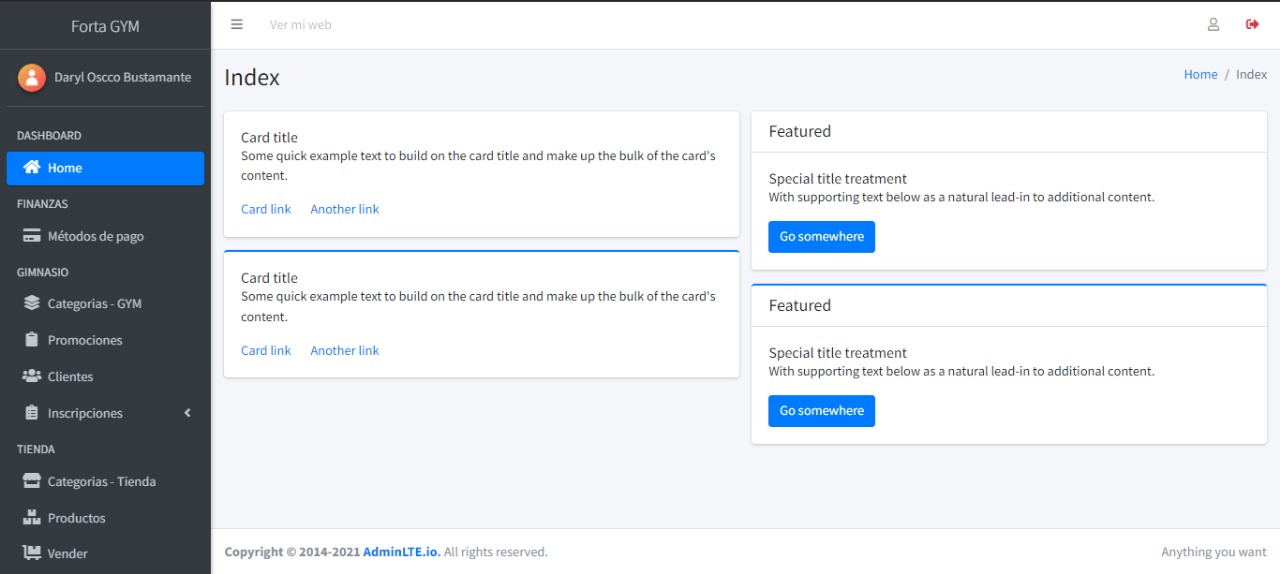 Forta GYM
Ver mi web
Daryl Oscco Bustamante
DASHBOARD
Home
FINANZAS
Métodos de pago
GIMNASIO
Categorias - GYM
Promociones
Clientes
Inscripciones
TIENDA
Categorias - Tienda
Productos
Vender
Index
Home / Index
Card title
Some quick example text to build on the card title and make up the bulk of the card's
content.
Card link Another link
Card title
Some quick example text to build on the card title and make up the bulk of the card's
content.
Card link Another link
Featured
Special title treatment
With supporting text below as a natural lead-in to additional content.
Go somewhere
Featured
Special title treatment
With supporting text below as a natural lead-in to additional content.
Go somewhere
Copyright © 2014-2021 AdminLTE.io. All rights reserved.
Anything you want